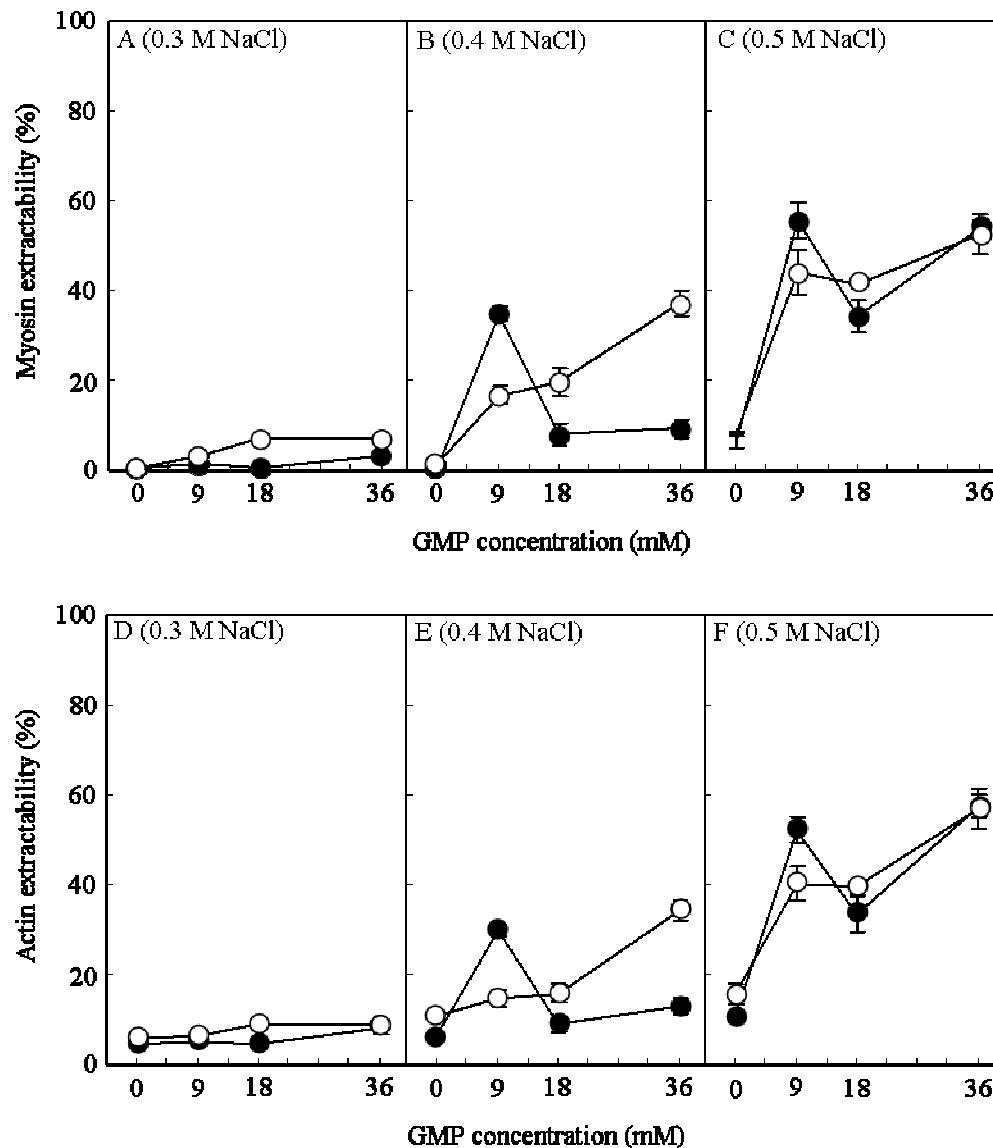 100
80
60
40
20
0
Myosin extractability (%)
A (0.3 M NaCl)
B (0.4 M NaCl)
C (0.5 M NaCl)
0 9 18 36
0 9 18 36
0 9 18 36
GMP concentration (mM)
100
80
60
40
20
0
Actin extractability (%)
D (0.3 M NaCl)
E (0.4 M NaCl)
F (0.5 M NaCl)
0 9 18 36
0 9 18 36
0 9 18 36
GMP concentration (mM)